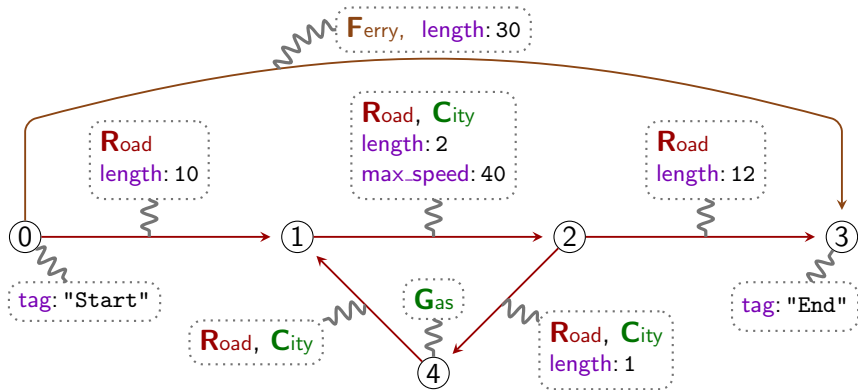 Ferry, length: 30
Road
length: 10
Road, City
length: 2
max_speed: 40
Road
length: 12
0
1
2
3
tag: "Start"
Gas
tag: "End"
Road, City
Road, City
length: 1
4